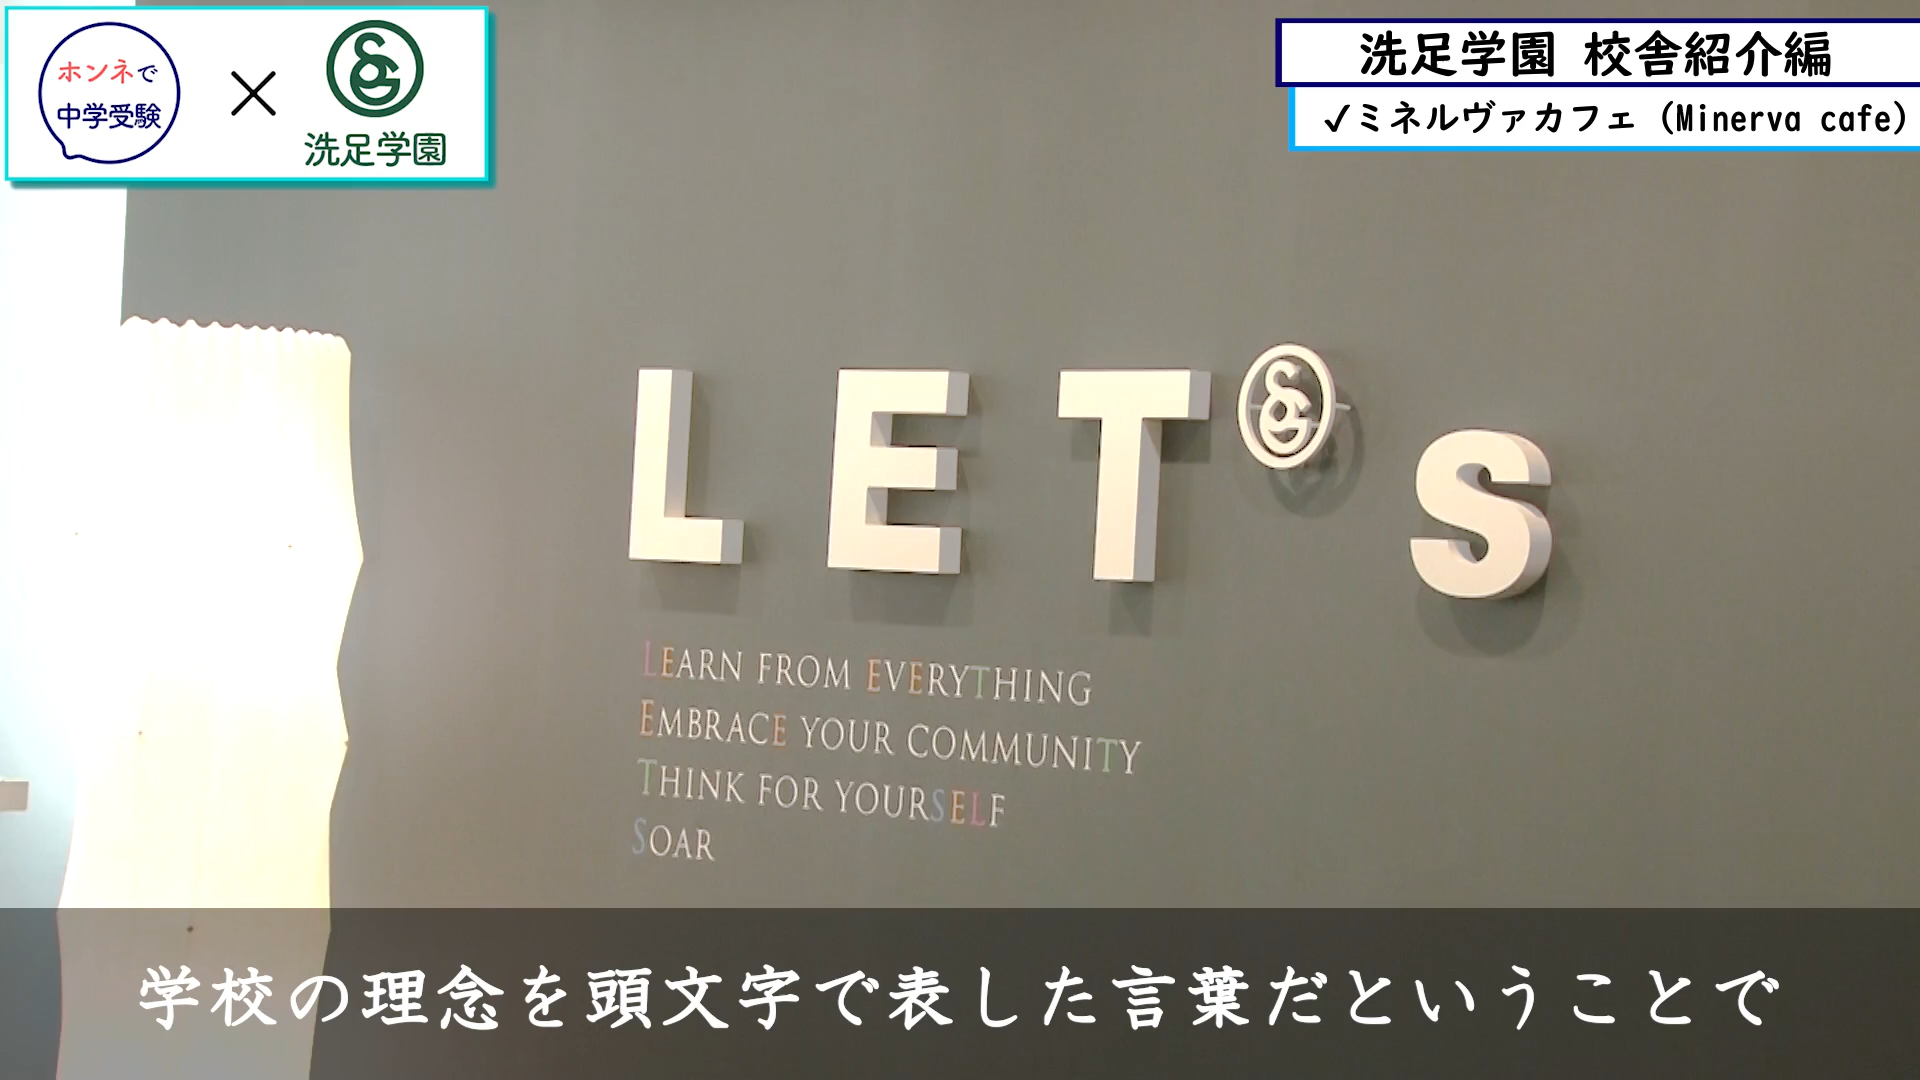 ホンネで
中学受験
×
洗足学園
洗足学園 校舎紹介編
✓ミネルヴァカフェ (Minerva cafe)
LET's
LEARN FROM EVERYTHING
EMBRACE YOUR COMMUNITY
THINK FOR YOURSELF
SOAR
学校の理念を頭文字で表した言葉だということで